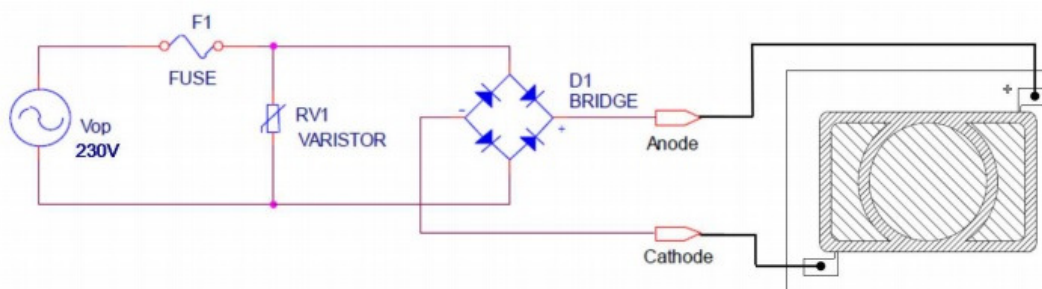 F1
FUSE
Vop
230V
RV1
VARISTOR
D1
BRIDGE
-
+
Anode
Cathode
+